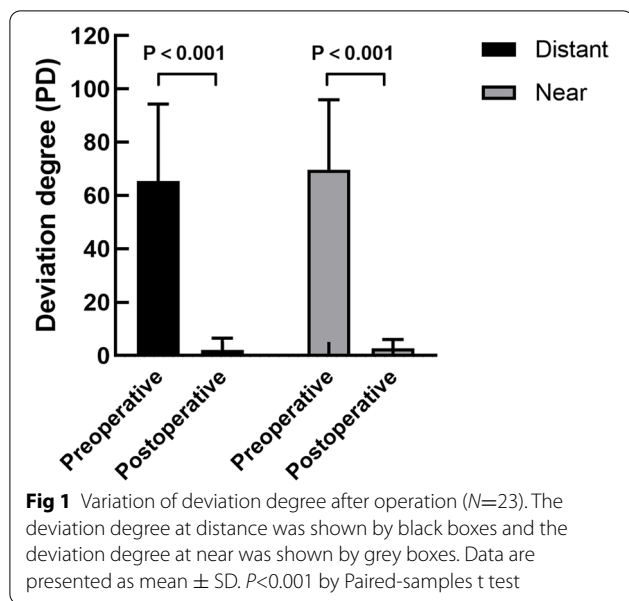 120
100
80
60
40
20
0
Deviation degree (PD)
P < 0.001
P < 0.001
Distant
Near
Preoperative
Postoperative
Preoperative
Postoperative
Fig 1 Variation of deviation degree after operation (N=23). The
deviation degree at distance was shown by black boxes and the
deviation degree at near was shown by grey boxes. Data are
presented as mean ± SD. P<0.001 by Paired-samples t test